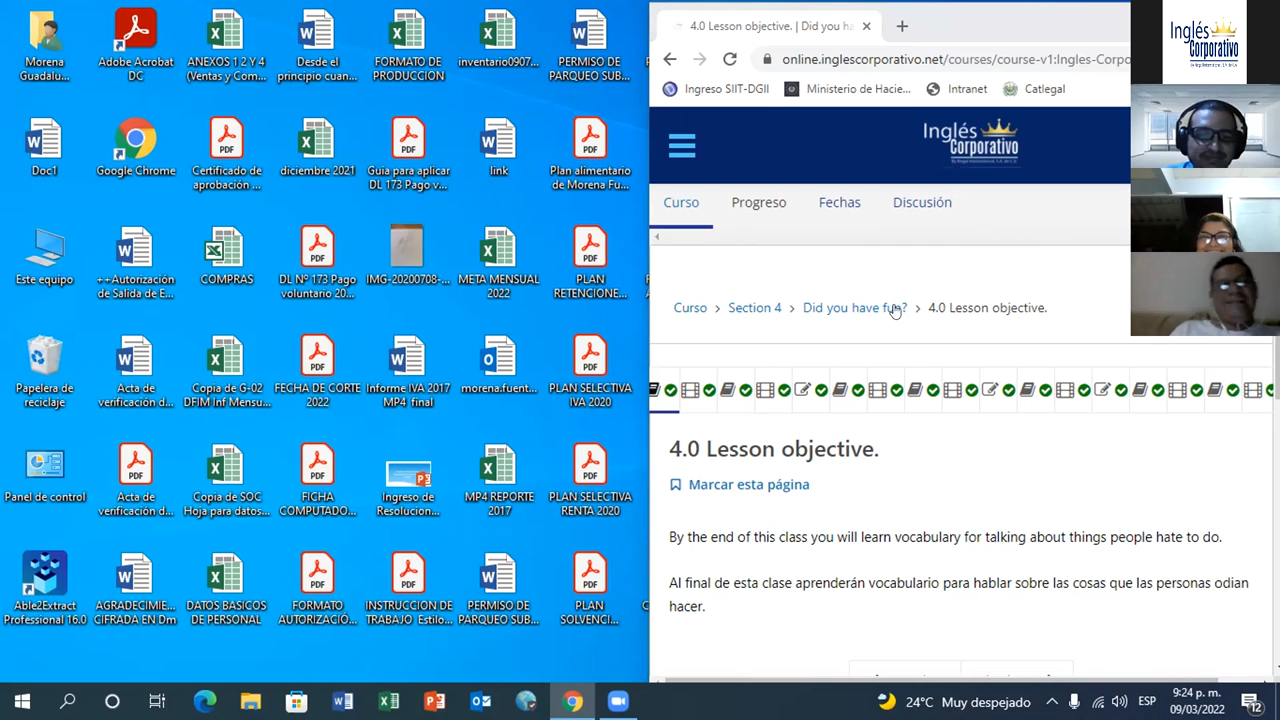 Morena
Guadalu...
Adobe Acrobat
DC
ANEXOS 1 2 Y 4
(Ventas y Com...
Desde el
principio cuan...
FORMATO DE
PRODUCCION
inventario0907...
PERMISO DE
PARQUEO SUB...
Doc1
Google Chrome
Certificado de
aprobación ...
diciembre 2021
Guia para aplicar
DL 173 Pago v...
link
Plan alimentario
de Morena Fu...
Este equipo
++Autorización
de Salida de E...
COMPRAS
DL Nº 173 Pago
voluntario 20...
IMG-20200708-...
META MENSUAL
2022
PLAN
RETENCIONE...
Papelera de
reciclaje
Acta de
verificación d...
Copia de G-02
DFIM Inf Mensu...
FECHA DE CORTE
2022
Informe IVA 2017
MP4 final
morena.fuent...
PLAN SELECTIVA
IVA 2020
Panel de control
Acta de
verificación d...
Copia de SOC
Hoja para datos...
FICHA
COMPUTADO...
Ingreso de
Resolucion...
MP4 REPORTE
2017
PLAN SELECTIVA
RENTA 2020
Able2Extract
Professional 16.0
AGRADECIMIE...
CIFRADA EN Dm
DATOS BASICOS
DE PERSONAL
FORMATO
AUTORIZACIÓ...
INSTRUCCION DE
TRABAJO Estilo...
PERMISO DE
PARQUEO SUB...
PLAN
SOLVENCI...
4.0 Lesson objective. | Did you ha
online.inglescorporativo.net/courses/course-v1:Ingles-Corpo
Ingreso SIIT-DGII
Ministerio de Hacie...
Intranet
Catlegal
Inglés
Corporativo
Inglés
Corporativo
Curso
Progreso
Fechas
Discusión
Curso > Section 4 > Did you have fun? > 4.0 Lesson objective.
4.0 Lesson objective.
Marcar esta página
By the end of this class you will learn vocabulary for talking about things people hate to do.
Al final de esta clase aprenderán vocabulario para hablar sobre las cosas que las personas odian
hacer.
24°C Muy despejado
ESP
9:24 p. m.
09/03/2022
12